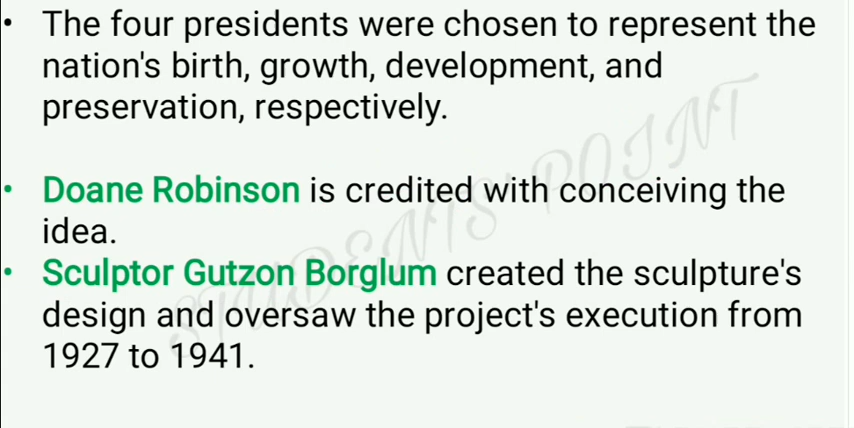 • The four presidents were chosen to represent the
nation's birth, growth, development, and
preservation, respectively.
• Doane Robinson is credited with conceiving the
idea.
• Sculptor Gutzon Borglum created the sculpture's
design and oversaw the project's execution from
1927 to 1941.
STUDENTS' POINT